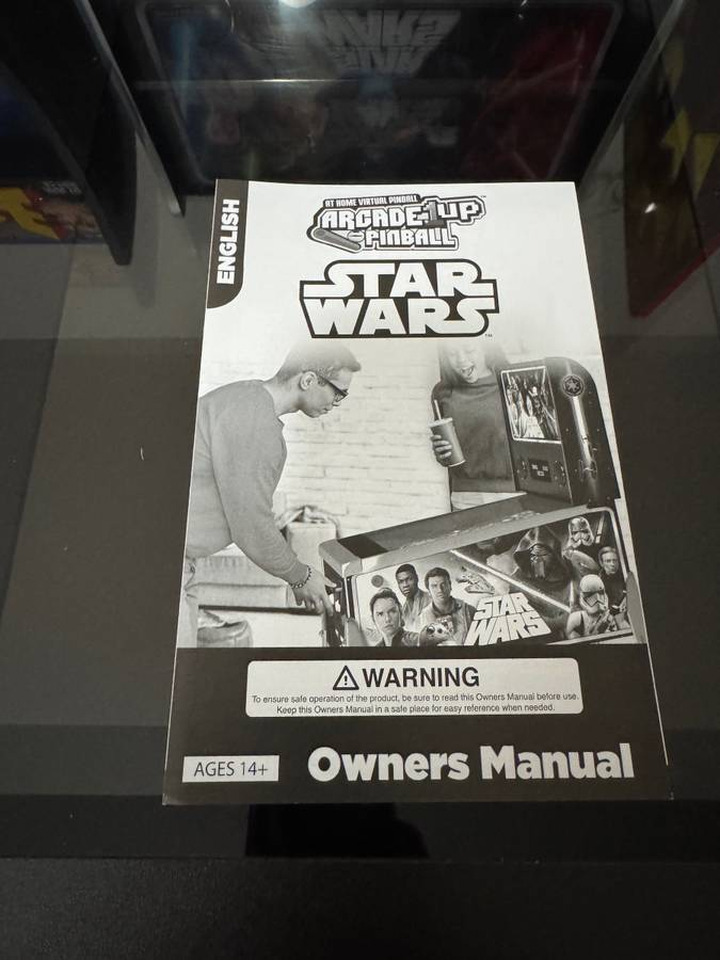 ENGLISH
AT HOME VIRTUAL PINBALL
ARCADE1UP
PINBALL
STAR
WARS
TM
STAR
WARS
WARNING
To ensure safe operation of the product, be sure to read this Owners Manual before use.
Keep this Owners Manual in a safe place for easy reference when needed.
AGES 14+
Owners Manual